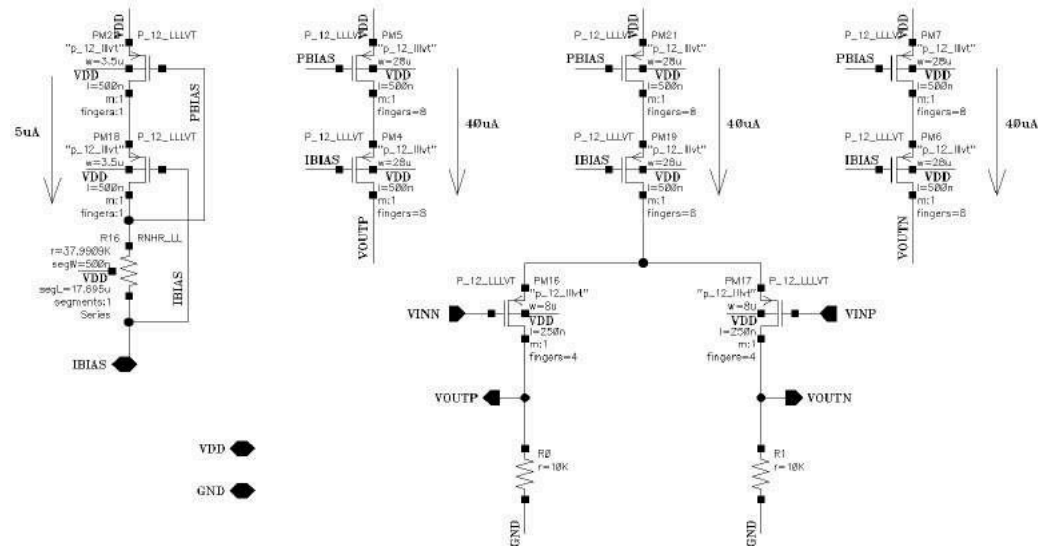 VDD
PM22
P_12_LLLVT
"p_12_lllvt"
w=3.5u
VDD
l=500n
m:1
fingers:1
PBIAS
5uA
PM18
P_12_LLLVT
"p_12_lllvt"
w=3.5u
VDD
l=500n
m:1
fingers:1
R16
RNHR_LL
r=37.9909K
segW=500n
VDD
segL=17.695u
segments:1
Series
IBIAS
IBIAS
VDD
P_12_LLLVT
PM5
"p_12_lllvt"
PBIAS
w=28u
VDD
l=500n
m:1
fingers=8
40uA
P_12_LLLVT
PM4
"p_12_lllvt"
IBIAS
w=28u
VDD
l=500n
m:1
fingers=8
VOUTP
VDD
P_12_LLLVT
PM21
"p_12_lllvt"
PBIAS
w=28u
VDD
l=500n
m:1
fingers=8
40uA
P_12_LLLVT
PM19
"p_12_lllvt"
IBIAS
w=28u
VDD
l=500n
m:1
fingers=8
VDD
P_12_LLLVT
PM7
"p_12_lllvt"
PBIAS
w=28u
VDD
l=500n
m:1
fingers=8
40uA
P_12_LLLVT
PM6
"p_12_lllvt"
IBIAS
w=28u
VDD
l=500n
m:1
fingers=8
VOUTN
P_12_LLLVT
PM16
"p_12_lllvt"
w=8u
VINN
VDD
l=250n
m:1
fingers=4
PM17
P_12_LLLVT
"p_12_lllvt"
w=8u
VINP
VDD
l=250n
m:1
fingers=4
VOUTP
VOUTN
R0
r=10K
GND
R1
r=10K
GND
VDD
GND